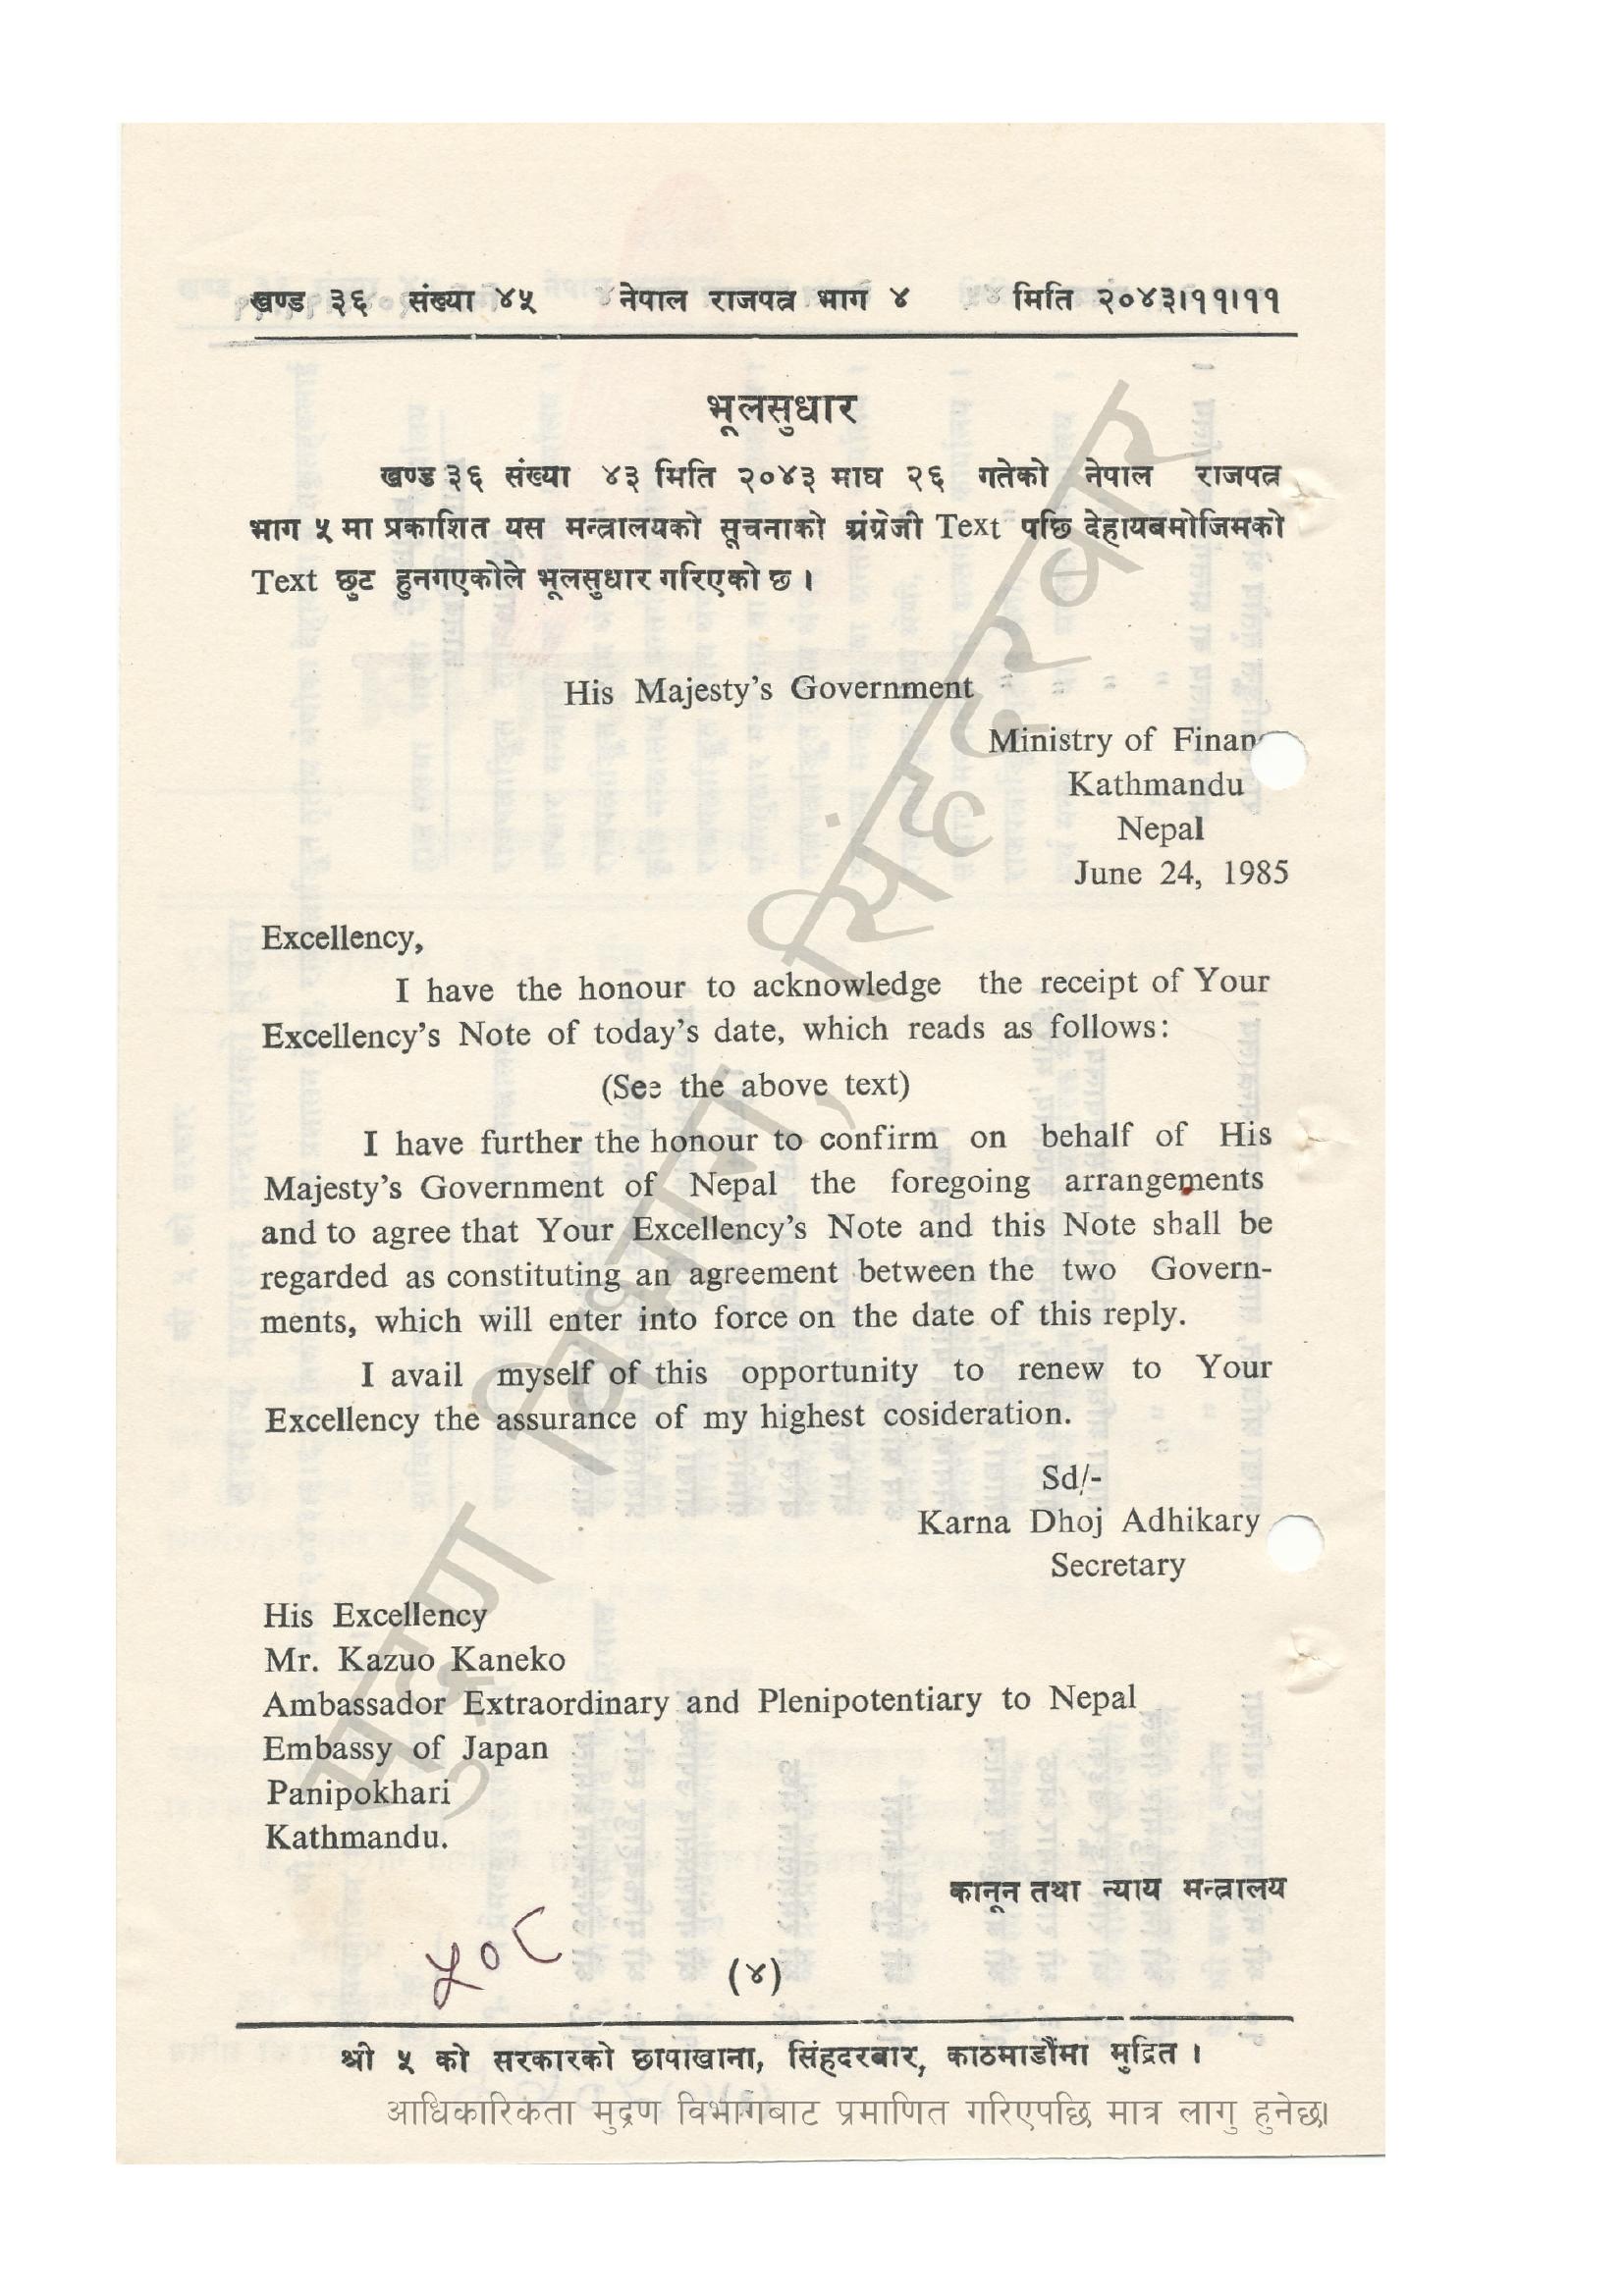 खण्ड ३६ संख्या ४५ नेपाल राजपत्र भाग ४ मिति २०४३।११।११
भूलसुधार
खण्ड ३६ संख्या ४३ मिति २०४३ माघ २६ गतेको नेपाल राजपत्र
भाग ५ मा प्रकाशित यस मन्त्रालयको सूचनाको अंग्रेजी Text पछि देहायबमोजिमको
Text छुट हुनगएकोले भूलसुधार गरिएको छ ।
His Majesty's Government
Ministry of Finan
Kathmandu
Nepal
June 24, 1985
Excellency,
I have the honour to acknowledge the receipt of Your
Excellency's Note of today's date, which reads as follows:
(See the above text)
I have further the honour to confirm on behalf of His
Majesty's Government of Nepal the foregoing arrangements
and to agree that Your Excellency's Note and this Note shall be
regarded as constituting an agreement between the two Govern-
ments, which will enter into force on the date of this reply.
I avail myself of this opportunity to renew to Your
Excellency the assurance of my highest cosideration.
Sd/-
Karna Dhoj Adhikary
Secretary
His Excellency
Mr. Kazuo Kaneko
Ambassador Extraordinary and Plenipotentiary to Nepal
Embassy of Japan
Panipokhari
Kathmandu.
कानून तथा न्याय मन्त्रालय
५०८
(४)
श्री ५ को सरकारको छापाखाना, सिंहदरबार, काठमाडौंमा मुद्रित ।
आधिकारिकता मुद्रण विभागबाट प्रमाणित गरिएपछि मात्र लागु हुनेछ।
मुद्रण विभाग, सिंहदरबार